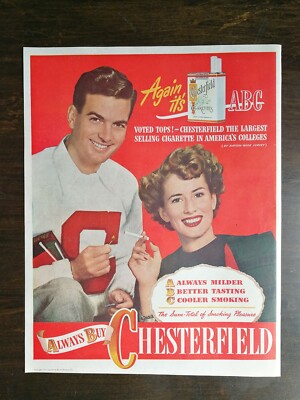 Again it's
ABC
Chesterfield
VOTED TOPS! – CHESTERFIELD THE LARGEST
SELLING CIGARETTE IN AMERICA'S COLLEGES
ALWAYS MILDER
BETTER TASTING
COOLER SMOKING
The Sum-Total of Smoking Pleasure
ALWAYS BUY
CHESTERFIELD